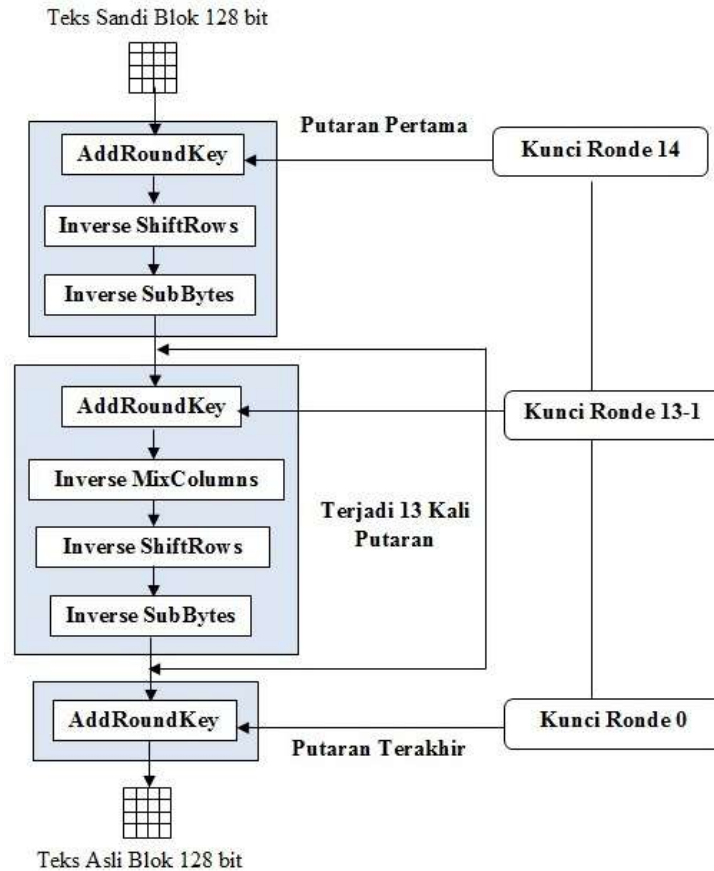 Teks Sandi Blok 128 bit
Putaran Pertama
Kunci Ronde 14
AddRoundKey
Inverse ShiftRows
Inverse SubBytes
AddRoundKey
Kunci Ronde 13-1
Inverse MixColumns
Terjadi 13 Kali
Putaran
Inverse ShiftRows
Inverse SubBytes
AddRoundKey
Kunci Ronde 0
Putaran Terakhir
Teks Asli Blok 128 bit